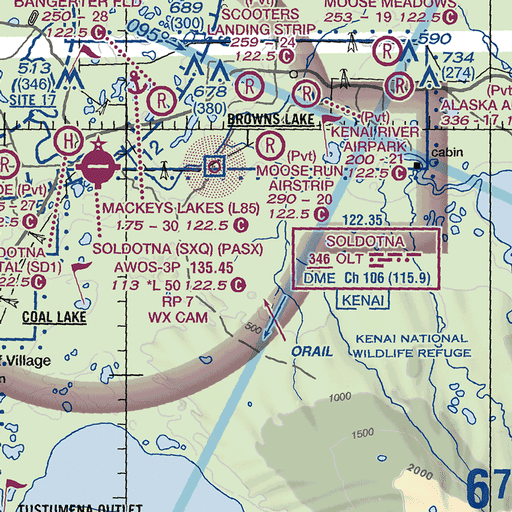 BANGERTER FLD
250 - 28
122.5 C
095°
689
(300)
(Pvt)
SCOOTERS
LANDING STRIP
259 - 24
122.5 C
MOOSE MEADOWS
253 - 19 122.5 C
590
734
(274)
513
(346)
SITE 17
678
(380)
R
R
R
R
R
(Pvt)
ALASKA A
336 - 17
BROWNS LAKE
(Pvt)
KENAI RIVER
AIRPARK
200 - 21
122.5 C
cabin
H
R
R
(Pvt)
MOOSE RUN
AIRSTRIP
290 - 20
122.5 C
DE (Pvt)
5 - 275
22.5 C
MACKEYS LAKES (L85)
175 - 30 122.5 C
122.35
SOLDOTNA
346 OLT
DME Ch 106 (115.9)
KENAI
SOLDOTNA (SXQ) (PASX)
AWOS-3P 135.45
113 *L 50 122.5 C
RP 7
WX CAM
OTNA
TAL (SD1)
22.5 C
COAL LAKE
500
ORAIL
KENAI NATIONAL
WILDLIFE REFUGE
f Village
1000
1500
2000
67
TUSTUMENA OUTLET